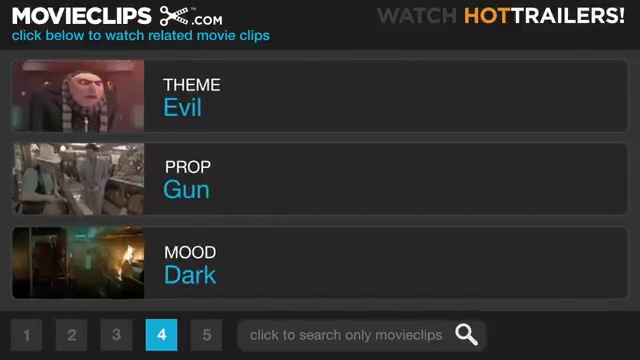 MOVIECLIPS .COM
WATCH HOTTRAILERS!
click below to watch related movie clips
THEME
Evil
PROP
Gun
MOOD
Dark
1 2 3 4 5 click to search only movieclips